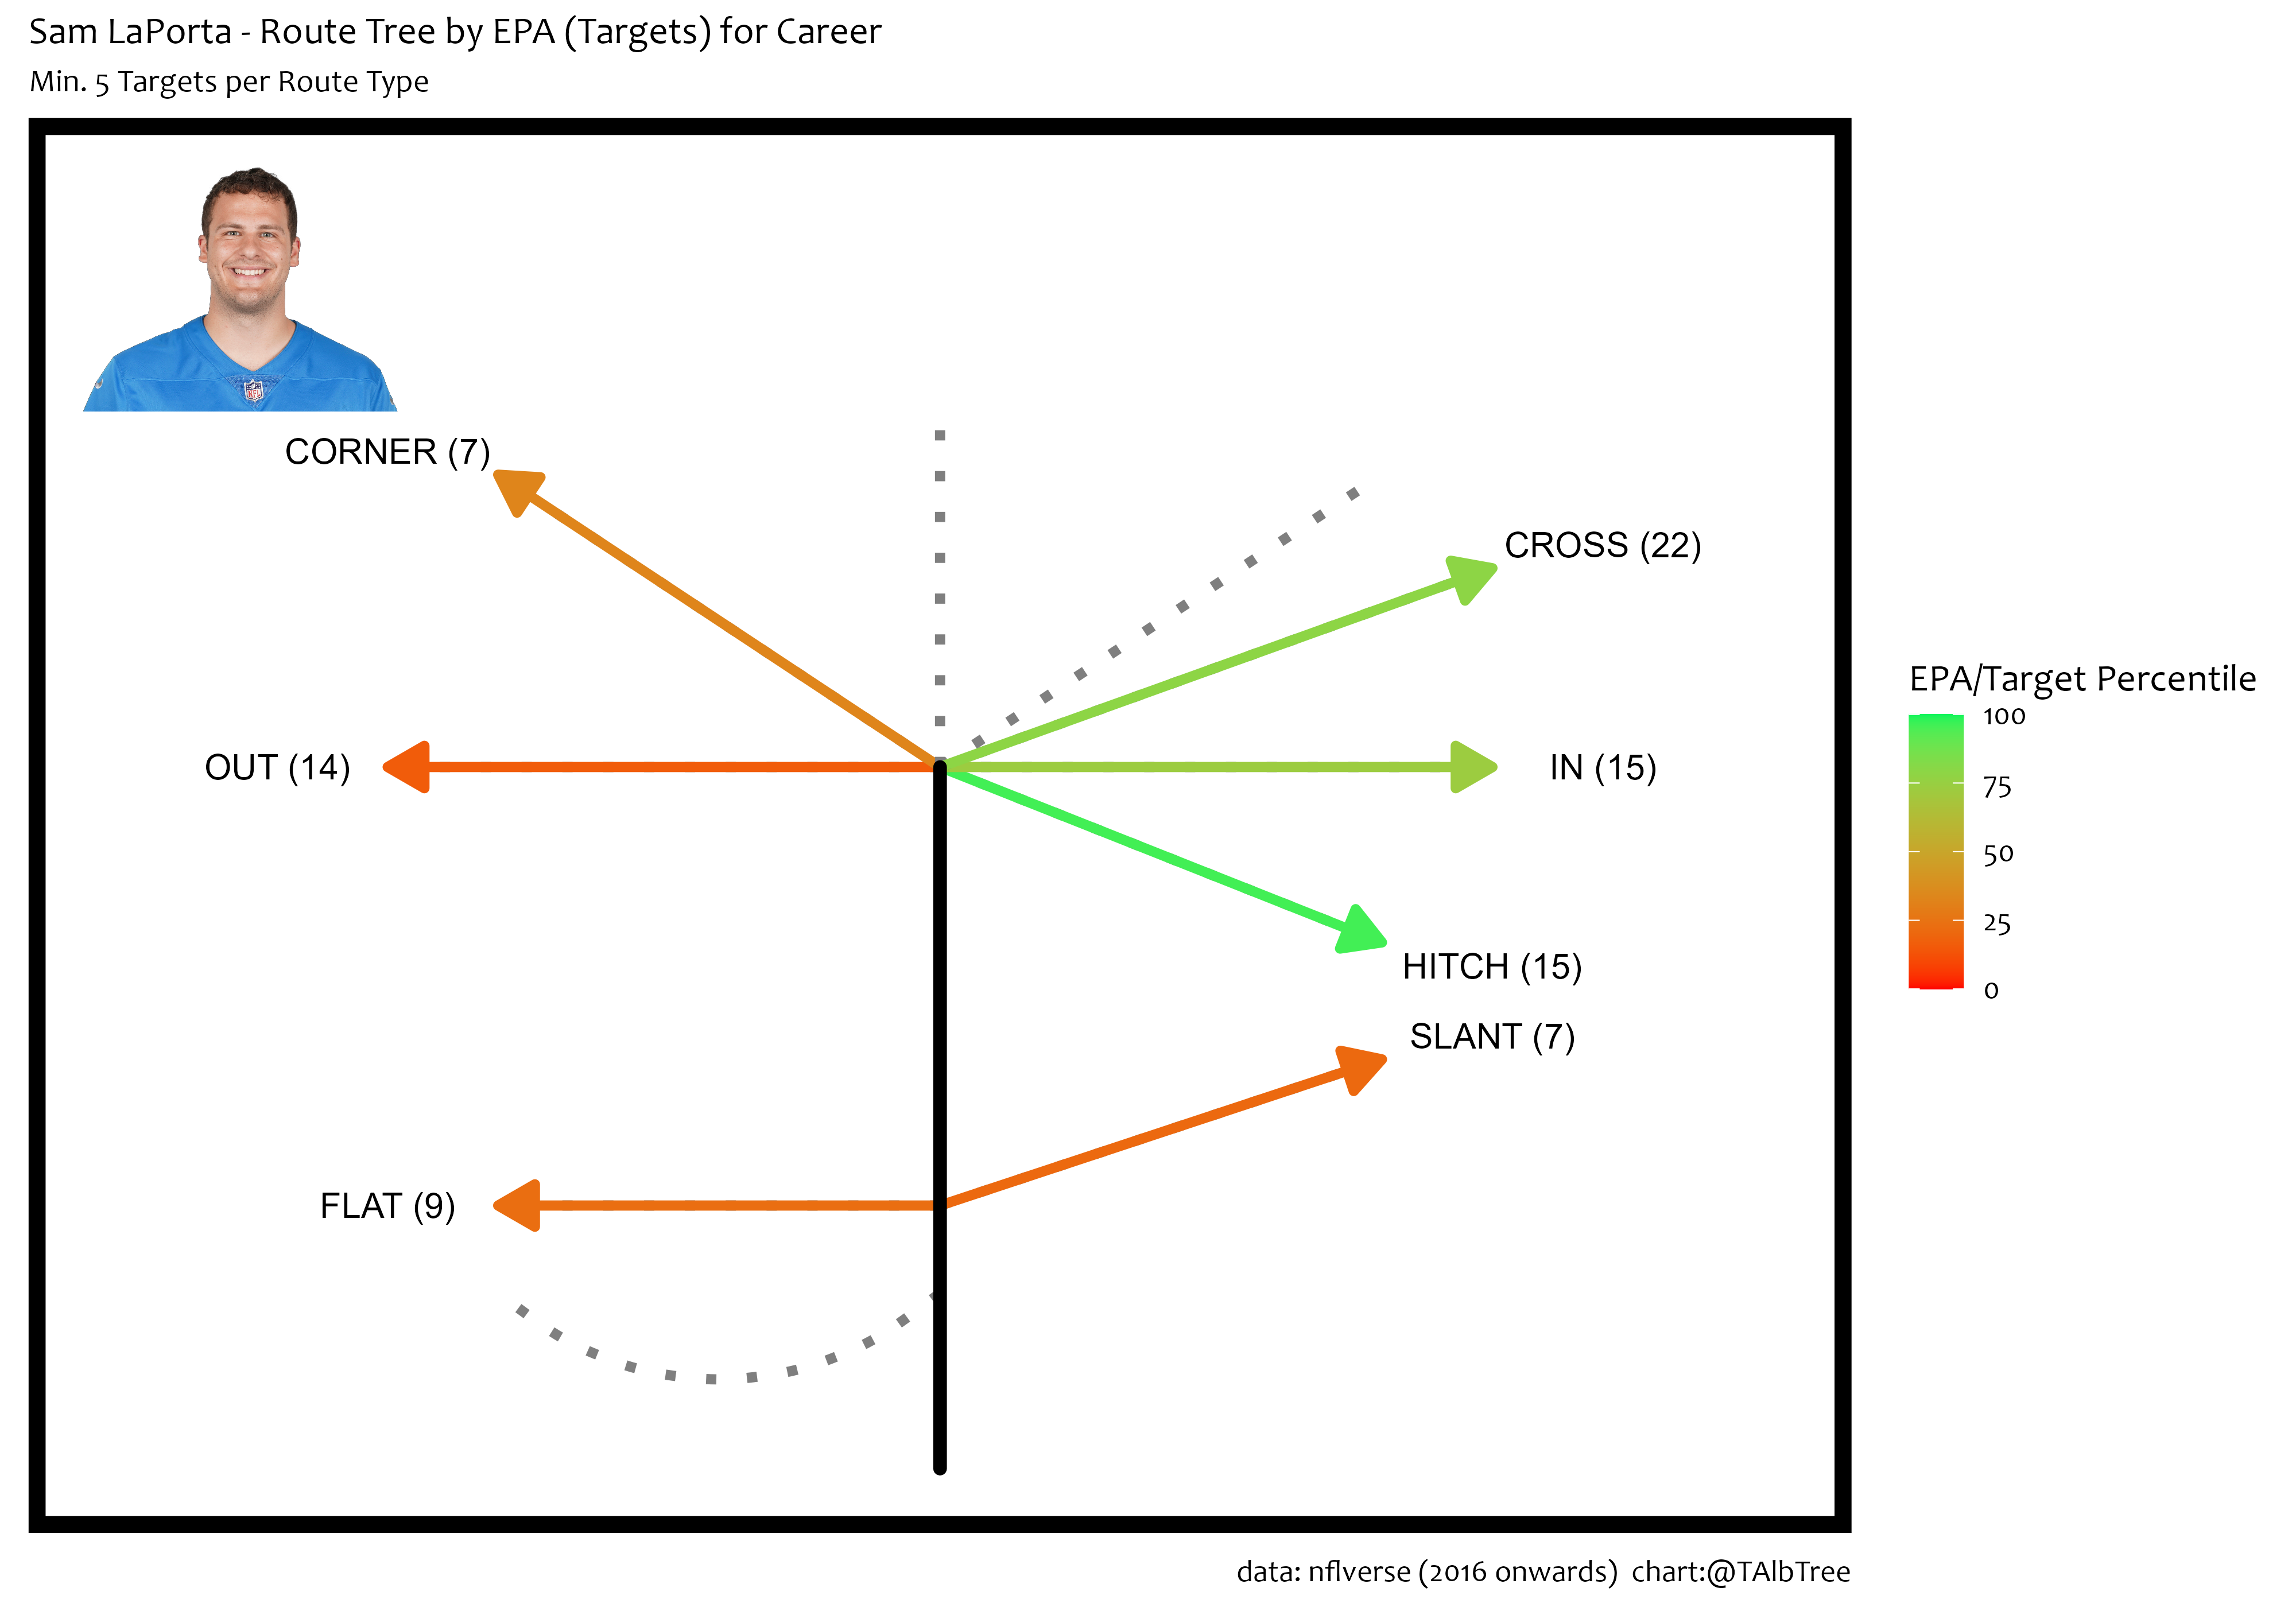 Sam LaPorta - Route Tree by EPA (Targets) for Career
Min. 5 Targets per Route Type
CORNER (7)
CROSS (22)
OUT (14)
IN (15)
HITCH (15)
SLANT (7)
FLAT (9)
EPA/Target Percentile
100
75
50
25
0
data: nflverse (2016 onwards)  chart:@TAlbTree